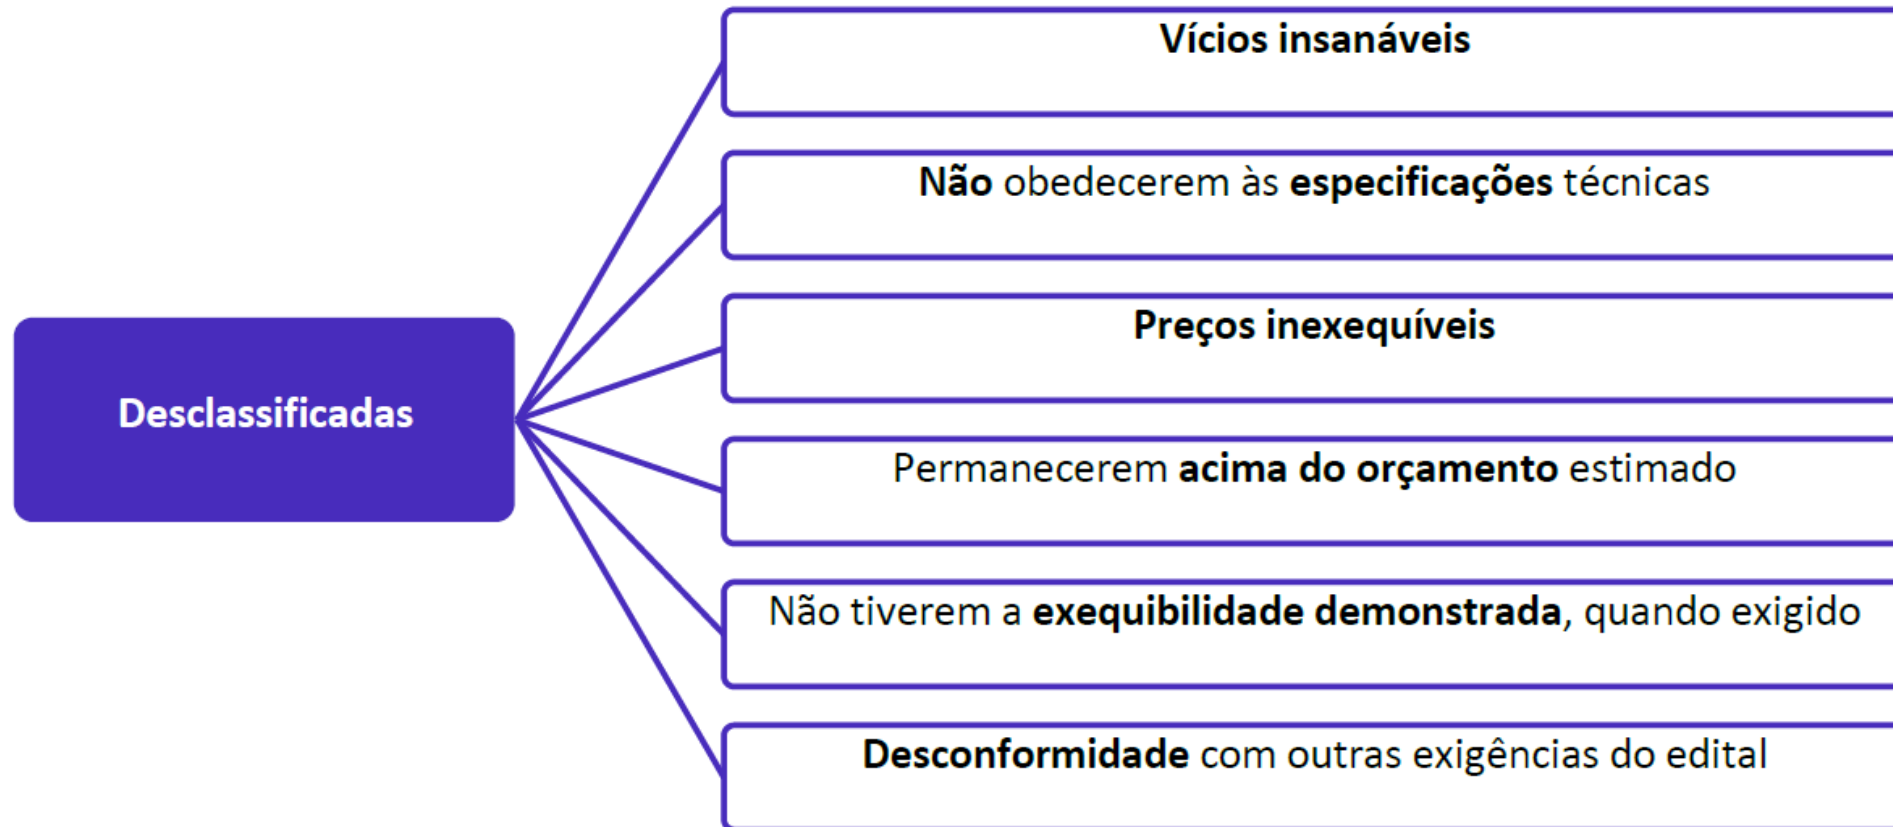 Desclassificadas
Vícios insanáveis
Não obedecerem às especificações técnicas
Preços inexequíveis
Permanecerem acima do orçamento estimado
Não tiverem a exequibilidade demonstrada, quando exigido
Desconformidade com outras exigências do edital